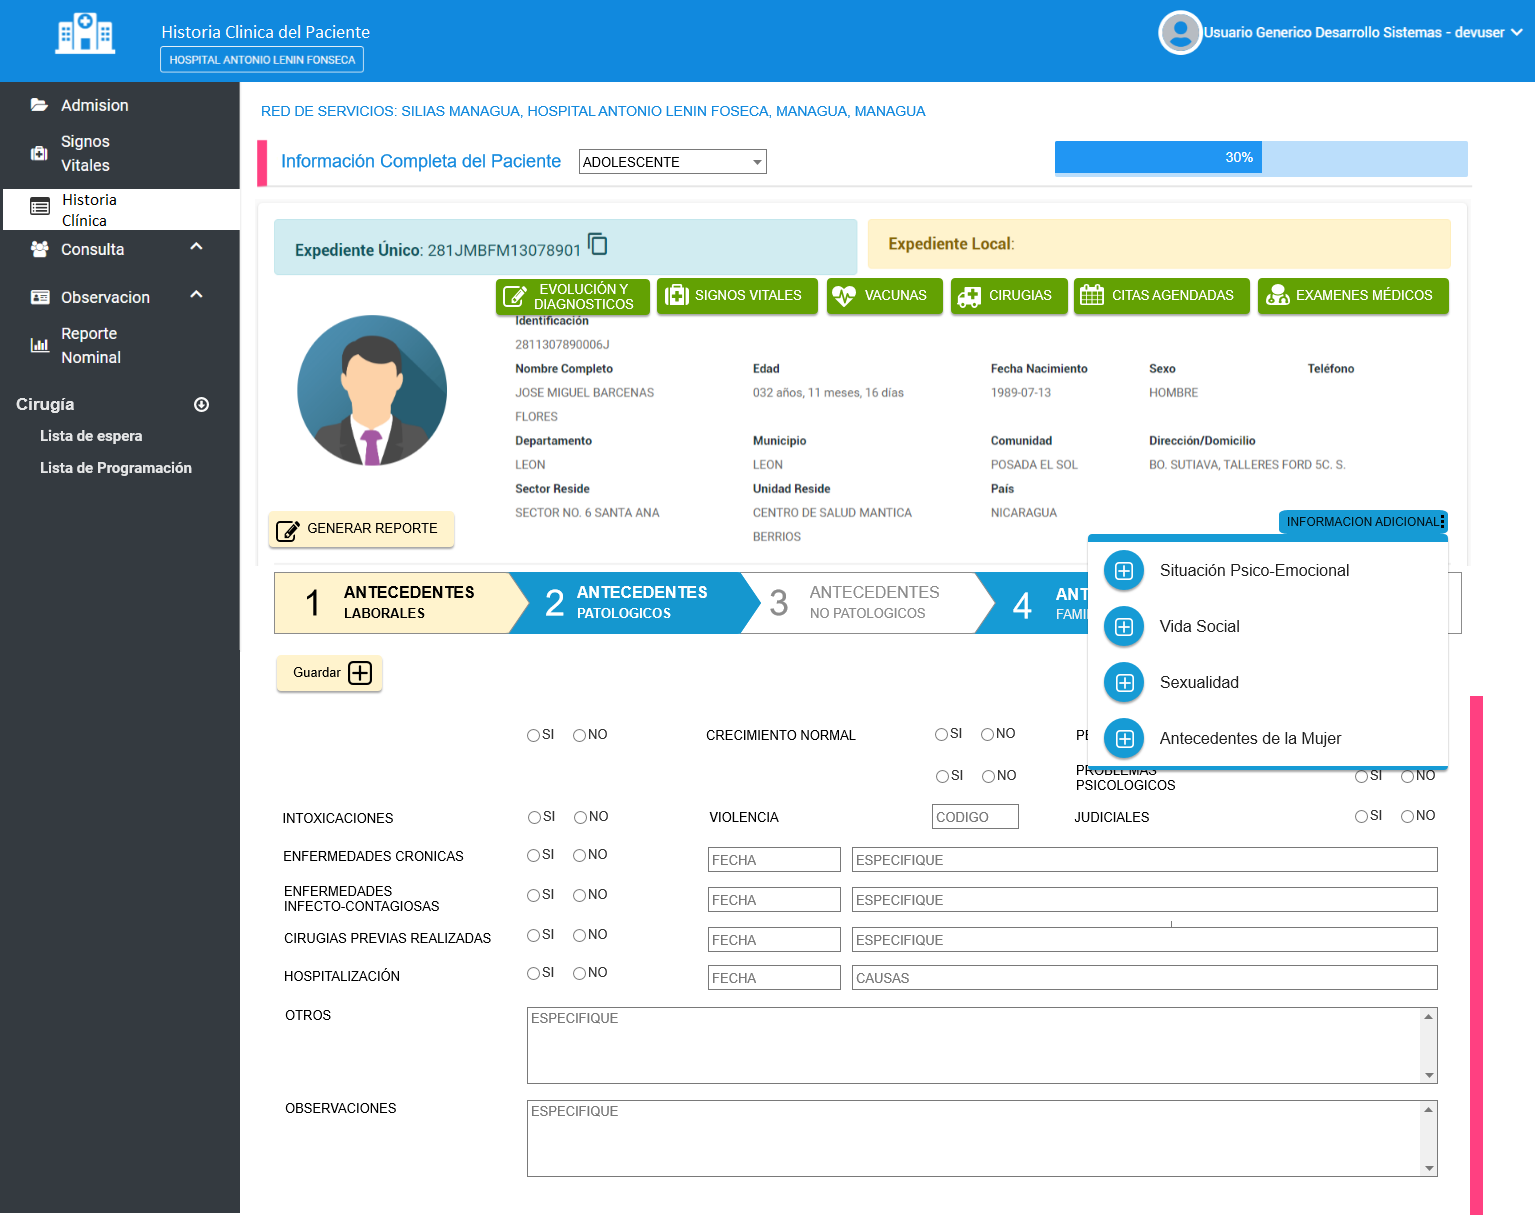 Historia Clinica del Paciente
HOSPITAL ANTONIO LENIN FONSECA
Usuario Generico Desarrollo Sistemas - devuser
Admision
Signos
Vitales
Historia
Clínica
Consulta
Observacion
Reporte
Nominal
Cirugía
Lista de espera
Lista de Programación
RED DE SERVICIOS: SILIAS MANAGUA, HOSPITAL ANTONIO LENIN FOSECA, MANAGUA, MANAGUA
Información Completa del Paciente
ADOLESCENTE
30%
Expediente Único: 281JMBFM13078901
Expediente Local:
EVOLUCIÓN Y
DIAGNOSTICOS
SIGNOS VITALES
VACUNAS
CIRUGIAS
CITAS AGENDADAS
EXAMENES MÉDICOS
Identificación
2811307890006J
Nombre Completo
Edad
Fecha Nacimiento
Sexo
Teléfono
JOSE MIGUEL BARCENAS
FLORES
032 años, 11 meses, 16 días
1989-07-13
HOMBRE
Departamento
Municipio
Comunidad
Dirección/Domicilio
LEON
LEON
POSADA EL SOL
BO. SUTIAVA, TALLERES FORD 5C. S.
Sector Reside
Unidad Reside
País
SECTOR NO. 6 SANTA ANA
CENTRO DE SALUD MANTICA
BERRIOS
NICARAGUA
GENERAR REPORTE
INFORMACION ADICIONAL
Situación Psico-Emocional
Vida Social
Sexualidad
Antecedentes de la Mujer
1 ANTECEDENTES
LABORALES
2 ANTECEDENTES
PATOLOGICOS
3 ANTECEDENTES
NO PATOLOGICOS
4 ANT
FAMI
Guardar
SI NO
CRECIMIENTO NORMAL
SI NO
PE
SI NO
PROBLEMAS
PSICOLOGICOS
SI NO
INTOXICACIONES
SI NO
VIOLENCIA
CODIGO
JUDICIALES
SI NO
ENFERMEDADES CRONICAS
SI NO
FECHA
ESPECIFIQUE
ENFERMEDADES
INFECTO-CONTAGIOSAS
SI NO
FECHA
ESPECIFIQUE
CIRUGIAS PREVIAS REALIZADAS
SI NO
FECHA
ESPECIFIQUE
HOSPITALIZACIÓN
SI NO
FECHA
CAUSAS
OTROS
ESPECIFIQUE
OBSERVACIONES
ESPECIFIQUE